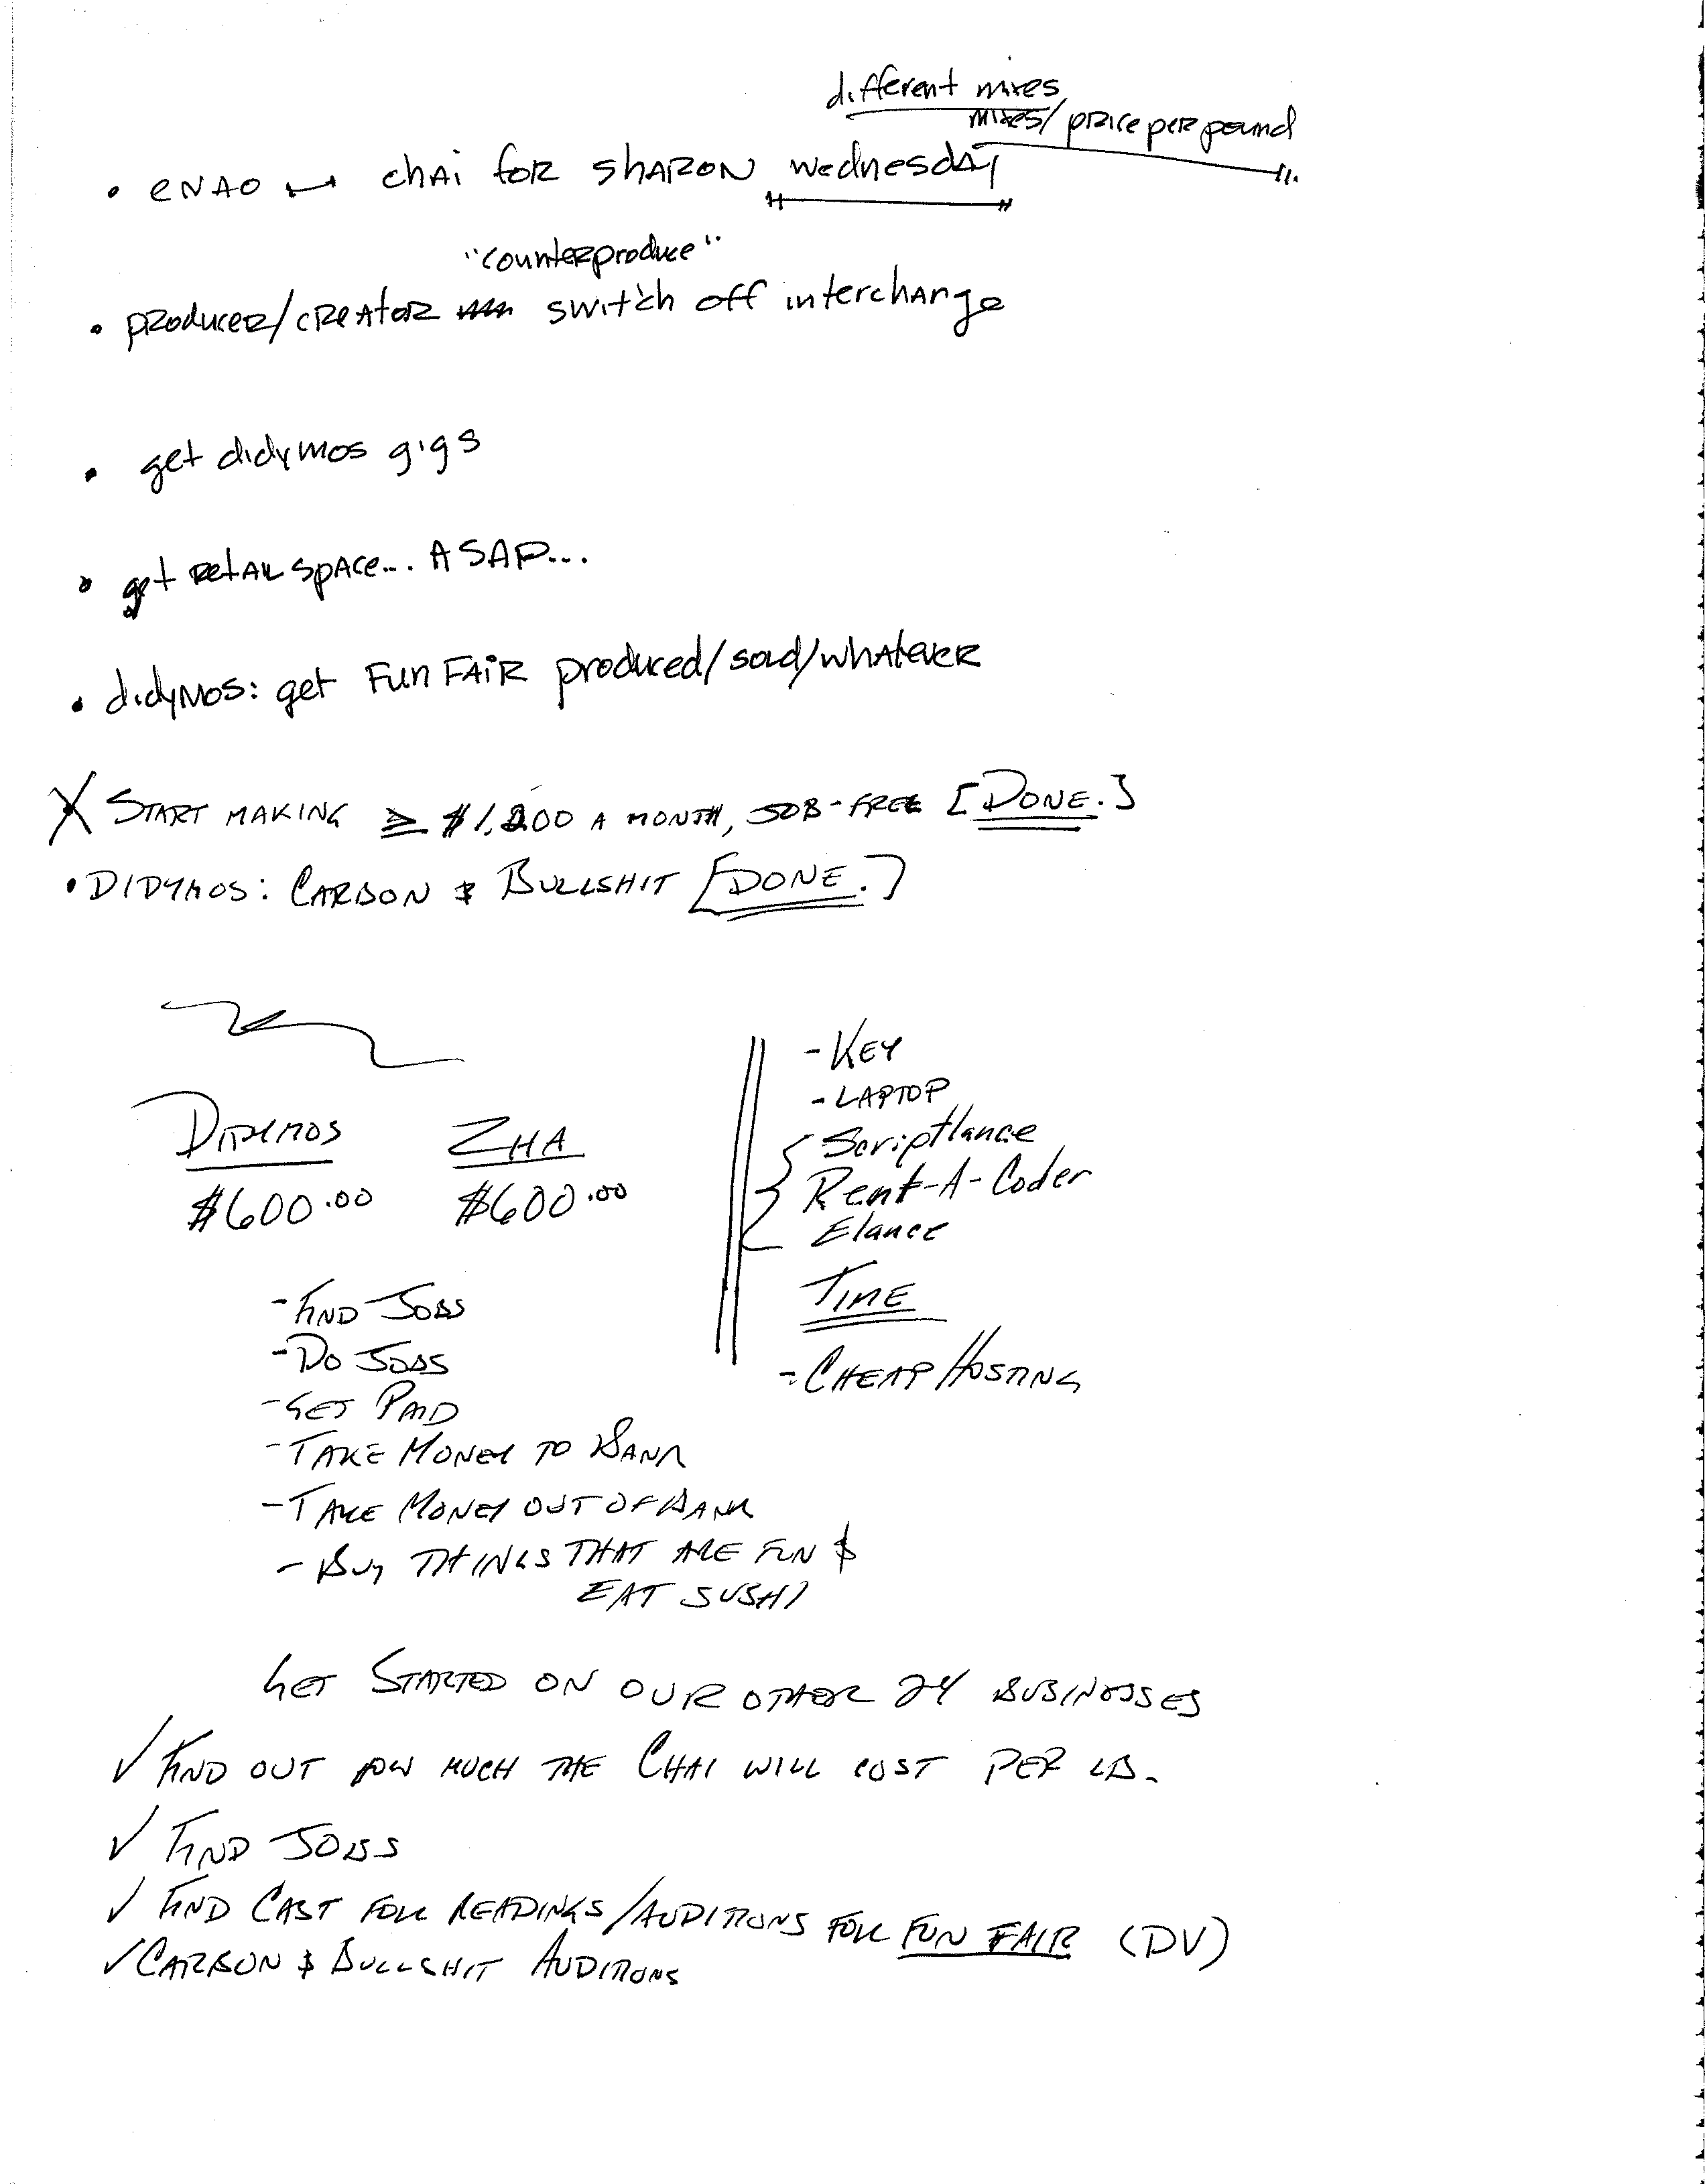 different mixes
mixes/price per pound
• eNAO ↔ chai for sharon wednesday
"counterproduce"
• producer/creator switch off interchange
• get didymos gigs
• get retail space... ASAP...
• didymos: get Fun Fair produced/sold/whatever
X START MAKING ≥ $1,200 A MONTH, JOB-FREE [DONE.]
• DIDYMOS: CARBON & BULLSHIT [DONE.]
DIDYMOS ZHA
$600.00 $600.00
- FIND JOBS
- DO JOBS
- GET PAID
- TAKE MONEY TO BANK
- TAKE MONEY OUT OF BANK
- BUY THINGS THAT ARE FUN &
EAT SUSHI
- KEY
- LAPTOP
Scriptlance
Rent-A-Coder
Elance
TIME
- CHEAP HOSTING
GET STARTED ON OUR OTHER 24 BUSINESSES
✓ FIND OUT HOW MUCH THE CHAI WILL COST PER LB.
✓ FIND JOBS
✓ FIND CAST FOR READINGS/AUDITIONS FOR FUN FAIR (DV)
✓ CARBON & BULLSHIT AUDITIONS